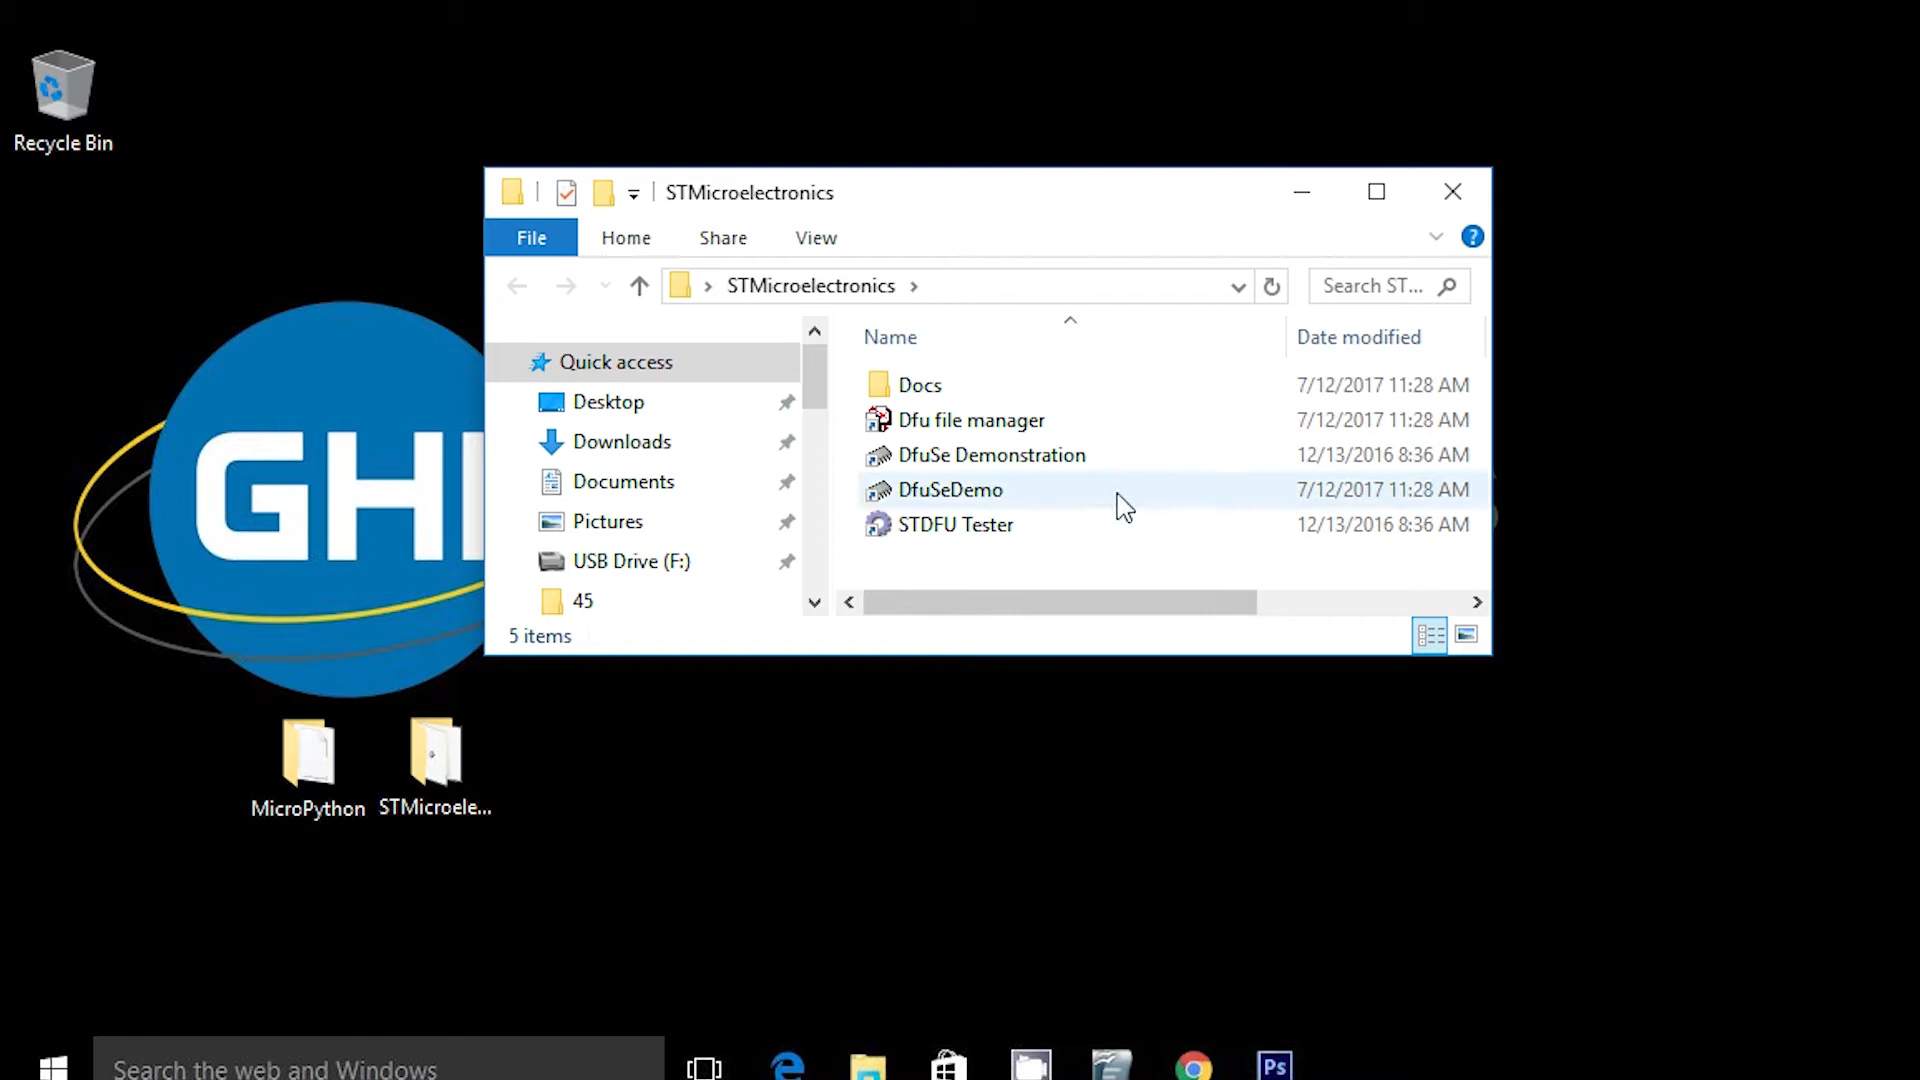 Recycle Bin
STMicroelectronics
File Home Share View
?
STMicroelectronics
Search ST...
Name Date modified
Quick access
Desktop
Downloads
Documents
Pictures
USB Drive (F:)
45
Docs 7/12/2017 11:28 AM
Dfu file manager 7/12/2017 11:28 AM
DfuSe Demonstration 12/13/2016 8:36 AM
DfuSeDemo 7/12/2017 11:28 AM
STDFU Tester 12/13/2016 8:36 AM
5 items
GH
MicroPython
STMicroele...
Search the web and Windows
Ps